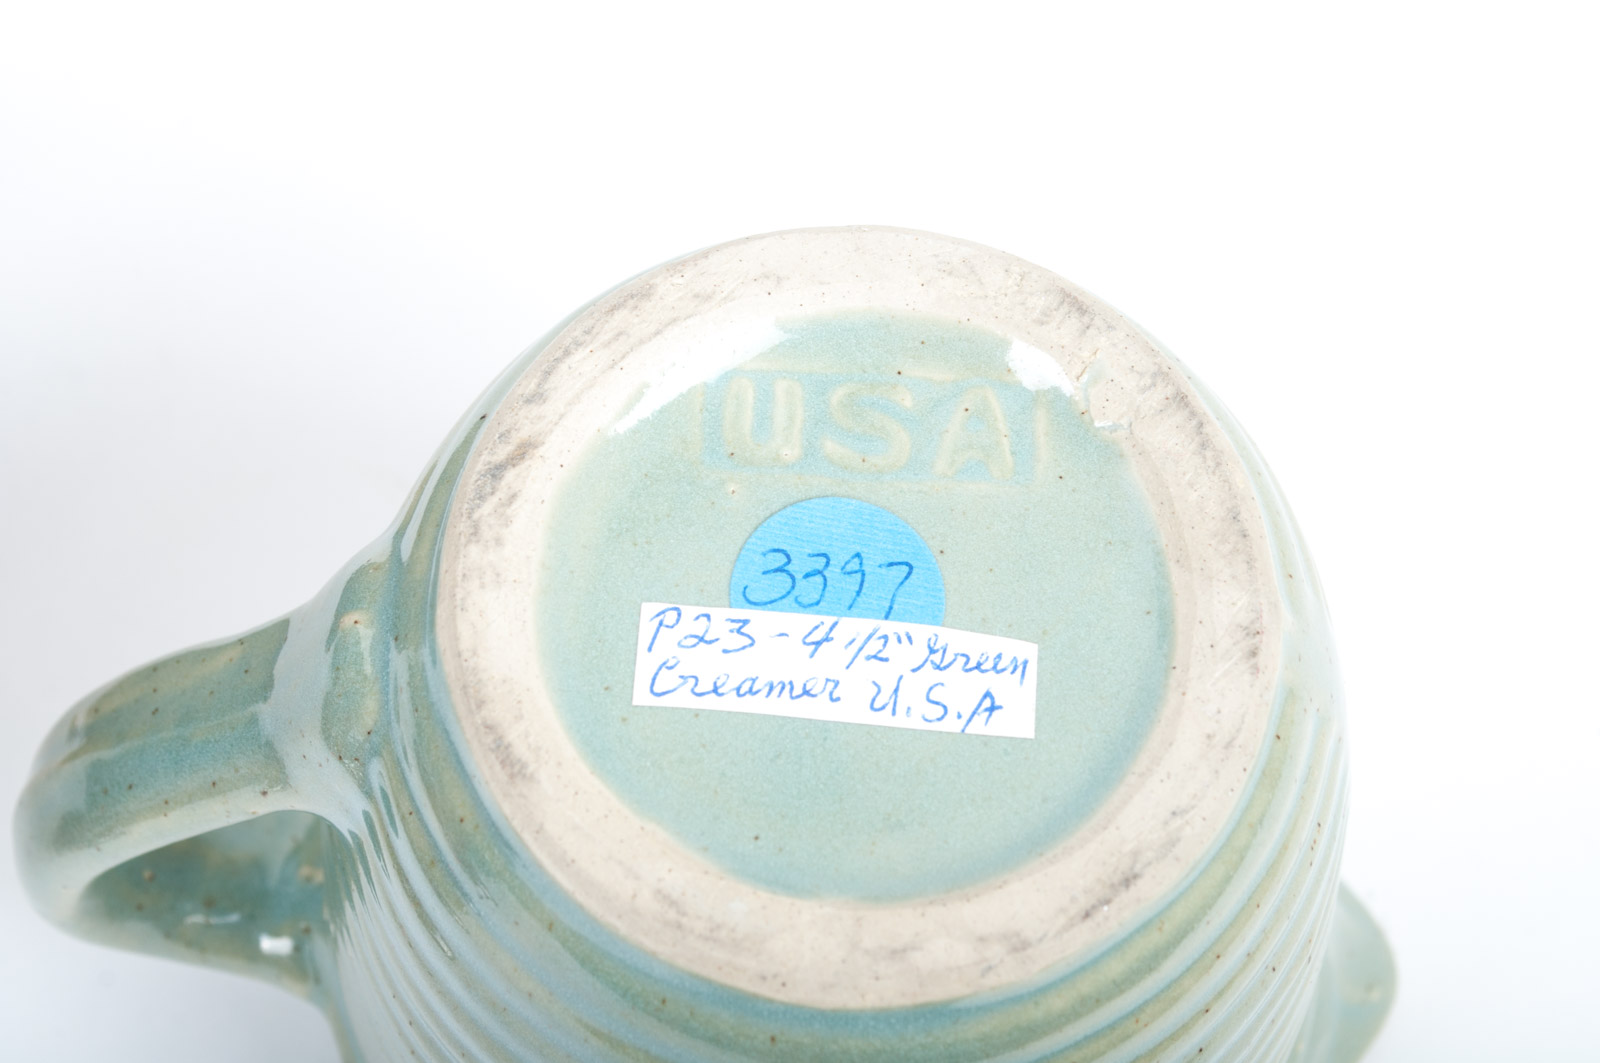 USA
3397
P23 - 4 1/2" Green
Creamer U.S.A